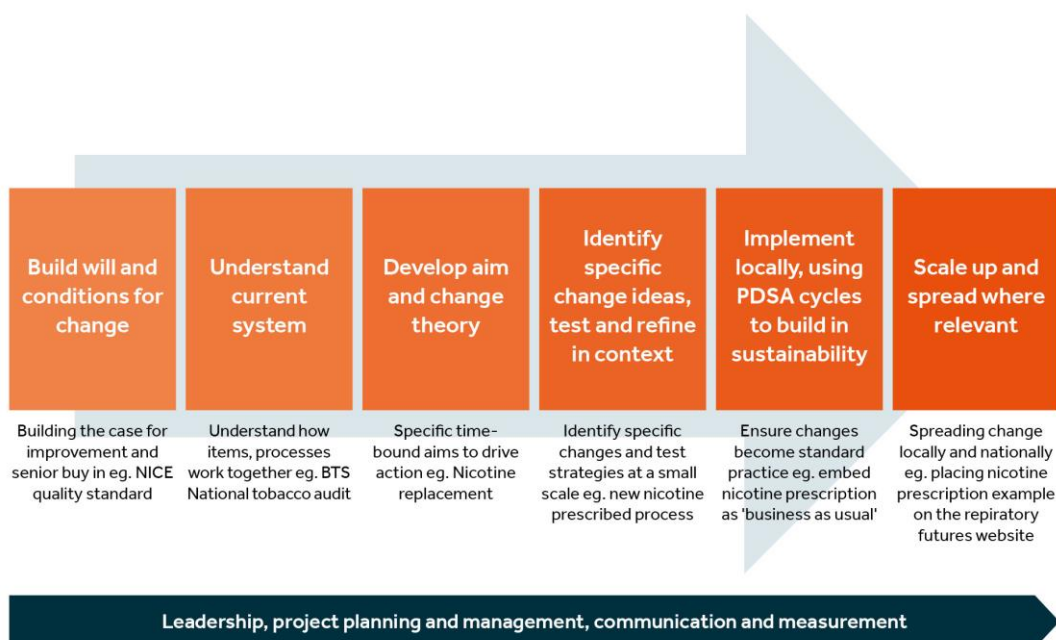 Build will and
conditions for
change
Understand
current
system
Develop aim
and change
theory
Identify
specific
change ideas,
test and refine
in context
Implement
locally, using
PDSA cycles
to build in
sustainability
Scale up and
spread where
relevant
Building the case for
improvement and
senior buy in eg. NICE
quality standard
Understand how
items, processes
work together eg. BTS
National tobacco audit
Specific time-
bound aims to drive
action eg. Nicotine
replacement
Identify specific
changes and test
strategies at a small
scale eg. new nicotine
prescribed process
Ensure changes
become standard
practice eg. embed
nicotine prescription
as 'business as usual'
Spreading change
locally and nationally
eg. placing nicotine
prescription example
on the repiratory
futures website
Leadership, project planning and management, communication and measurement